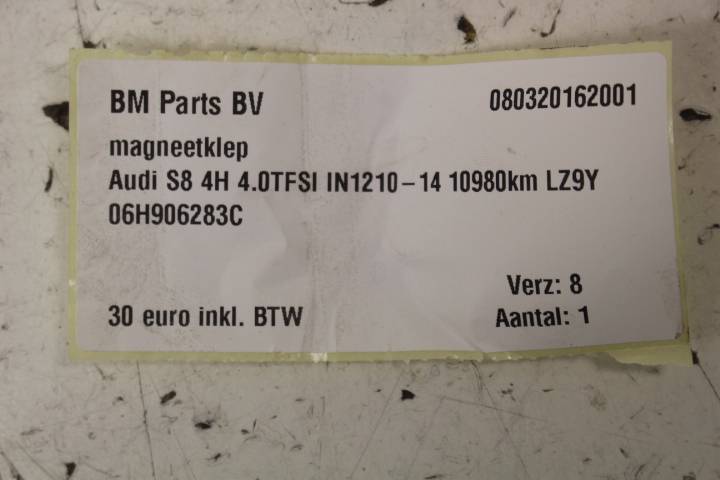 BM Parts BV 080320162001
magneetklep
Audi S8 4H 4.0TFSI IN1210-14 10980km LZ9Y
06H906283C
Verz: 8
30 euro inkl. BTW Aantal: 1